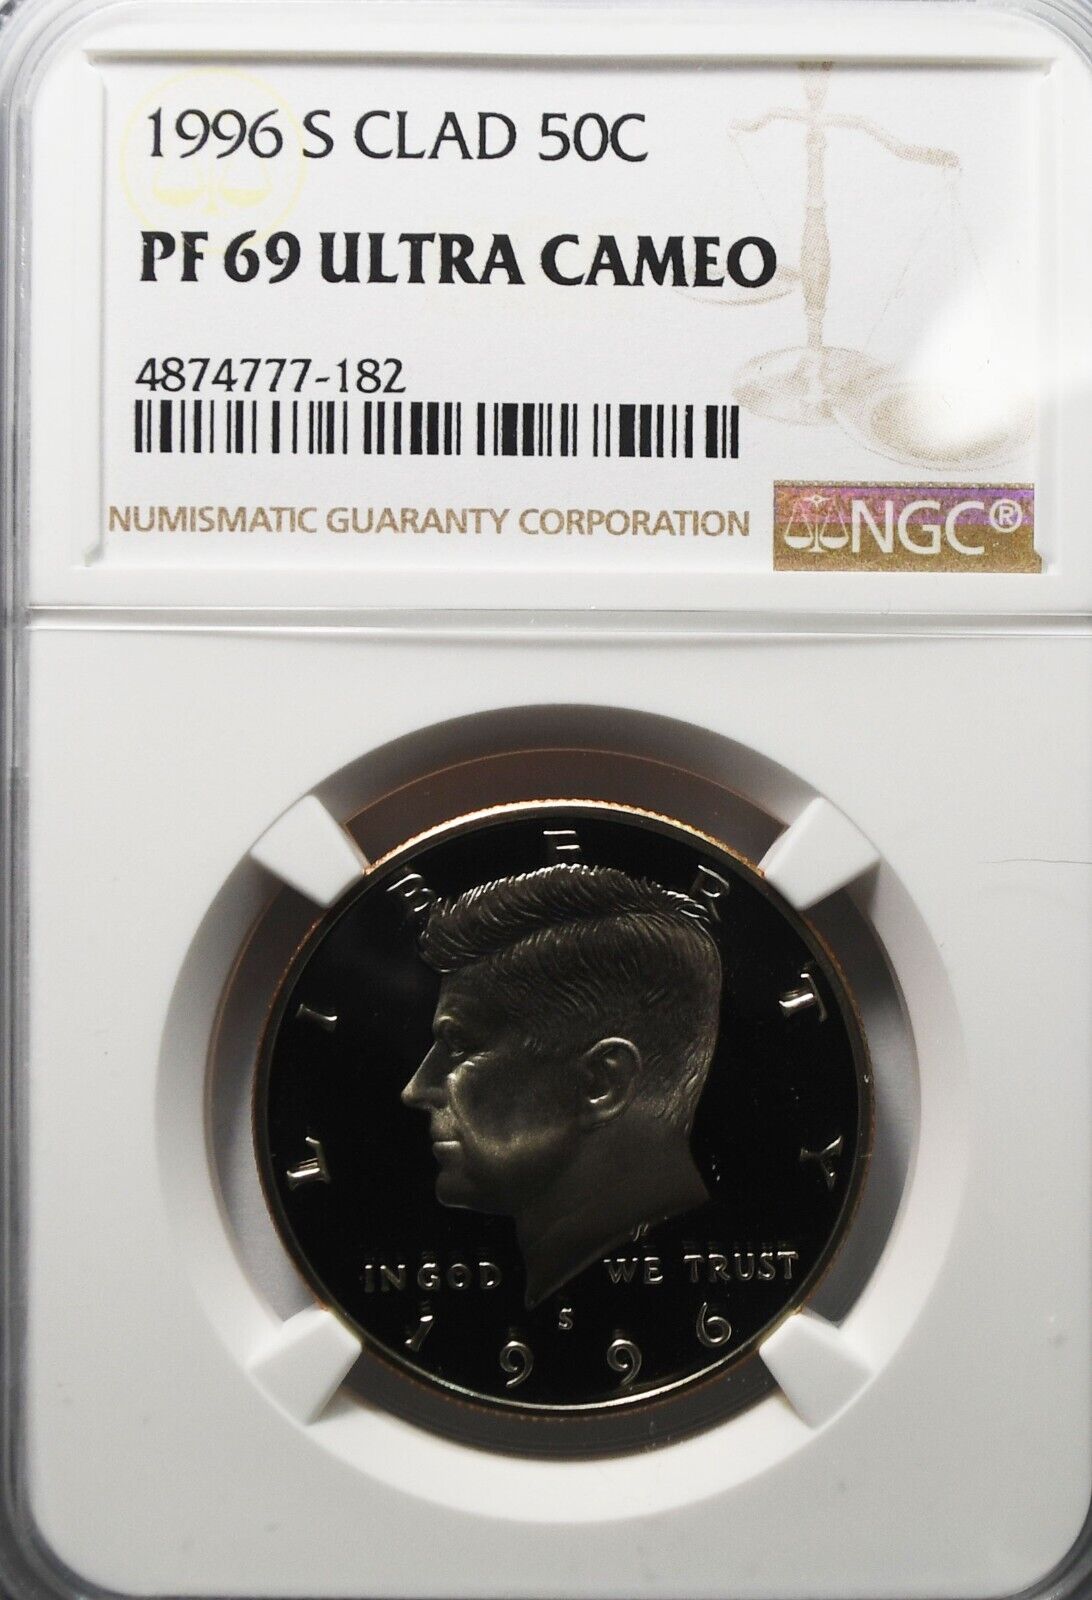 1996 S CLAD 50C
PF 69 ULTRA CAMEO
4874777-182
NUMISMATIC GUARANTY CORPORATION
NGC®
LIBERTY
IN GOD WE TRUST
S
1996